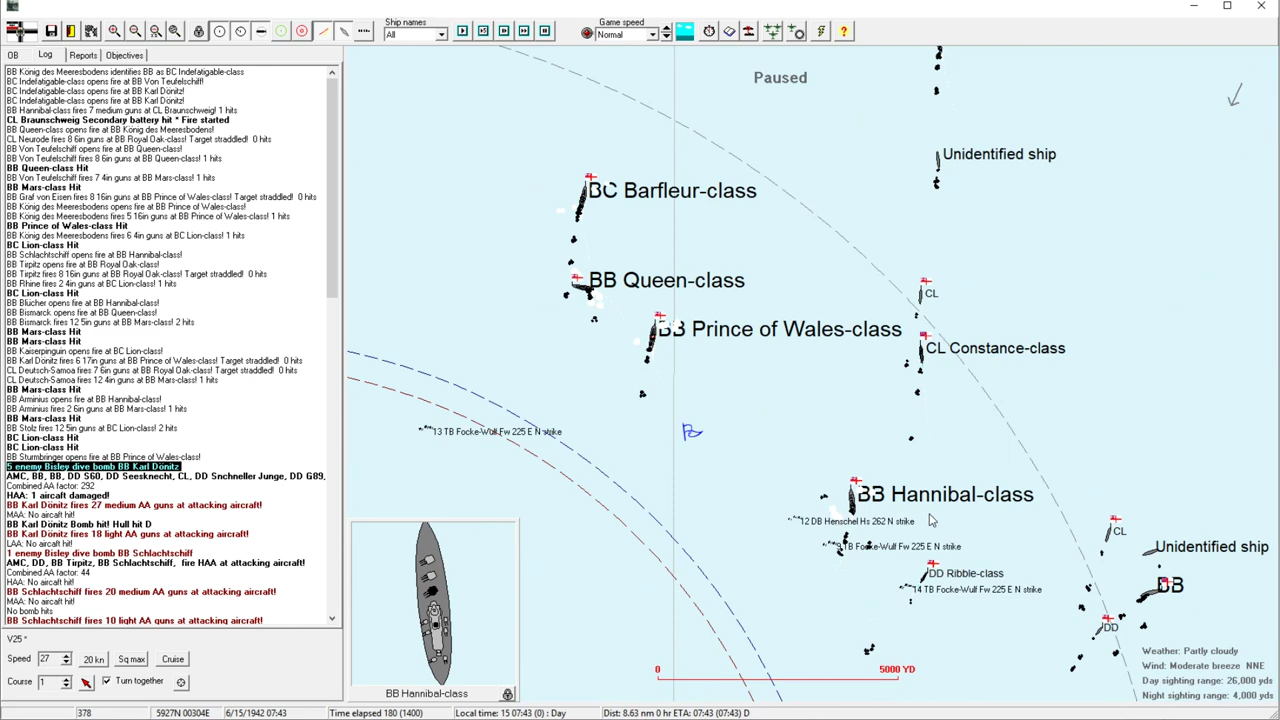 Ship names
Game speed
All
Normal
OB
Log
Reports
Objectives
BB König des Meeresbodens identifies BB as BC Indefatigable-class
BC Indefatigable-class opens fire at BB Von Teufelschiff!
BC Indefatigable-class opens fire at BB Karl Dönitz!
BC Indefatigable-class opens fire at BB Karl Dönitz!
BB Hannibal-class fires 7 medium guns at CL Braunschweig! 1 hits
CL Braunschweig Secondary battery hit * Fire started
BB Queen-class opens fire at BB König des Meeresbodens!
CL Neurode fires 8 6in guns at BB Royal Oak-class! Target straddled! 0 hits
BB Von Teufelschiff opens fire at BB Queen-class!
BB Von Teufelschiff fires 8 6in guns at BB Queen-class! 1 hits
BB Queen-class Hit
BB Von Teufelschiff fires 7 4in guns at BB Mars-class! 1 hits
BB Mars-class Hit
BB Graf von Eisen fires 8 16in guns at BB Prince of Wales-class! Target straddled! 0 hits
BB König des Meeresbodens opens fire at BB Prince of Wales-class!
BB König des Meeresbodens fires 5 16in guns at BB Prince of Wales-class! 1 hits
BB Prince of Wales-class Hit
BB König des Meeresbodens fires 6 4in guns at BC Lion-class! 1 hits
BC Lion-class Hit
BB Schlachtschiff opens fire at BB Hannibal-class!
BB Tirpitz opens fire at BB Royal Oak-class!
BB Tirpitz fires 8 16in guns at BB Royal Oak-class! Target straddled! 0 hits
BB Rhine fires 2 4in guns at BC Lion-class! 1 hits
BC Lion-class Hit
BB Blücher opens fire at BB Hannibal-class!
BB Bismarck opens fire at BB Queen-class!
BB Bismarck fires 12 5in guns at BB Mars-class! 2 hits
BB Mars-class Hit
BB Mars-class Hit
BB Kaiserpinguin opens fire at BC Lion-class!
BB Karl Dönitz fires 6 17in guns at BB Prince of Wales-class! Target straddled! 0 hits
CL Deutsch-Samoa fires 7 6in guns at BB Royal Oak-class! Target straddled! 0 hits
CL Deutsch-Samoa fires 12 4in guns at BB Mars-class! 1 hits
BB Mars-class Hit
BB Arminius opens fire at BB Mars-class!
BB Arminius fires 2 6in guns at BB Mars-class! 1 hits
BB Mars-class Hit
BB Stolz fires 12 5in guns at BC Lion-class! 2 hits
BC Lion-class Hit
BC Lion-class Hit
BB Sturmbringer opens fire at BB Prince of Wales-class!
5 enemy Bisley dive bomb BB Karl Dönitz
AMC, BB, BB, DD S60, DD Seesknecht, CL, DD Snchneller Junge, DD G89,
Combined AA factor: 292
HAA: 1 aircaft damaged!
BB Karl Dönitz fires 27 medium AA guns at attacking aircraft!
MAA: No aircaft hit!
BB Karl Dönitz Bomb hit! Hull hit D
BB Karl Dönitz fires 18 light AA guns at attacking aircraft!
LAA: No aircaft hit!
1 enemy Bisley dive bomb BB Schlachtschiff
AMC, DD, BB Tirpitz, BB Schlachtschiff, fire HAA at attacking aircraft!
Combined AA factor: 44
HAA: No aircaft hit!
BB Schlachtschiff fires 20 medium AA guns at attacking aircraft!
MAA: No aircaft hit!
No bomb hits
BB Schlachtschiff fires 10 light AA guns at attacking aircraft!
V25 *
Speed 27 20 kn Sq max Cruise
Course 1 Turn together
Paused
Unidentified ship
BC Barfleur-class
BB Queen-class
CL
BB Prince of Wales-class
CL Constance-class
13 TB Focke-Wulf Fw 225 E N strike
BB Hannibal-class
12 DB Henschel Hs 262 N strike
CL
TB Focke-Wulf Fw 225 E N strike
Unidentified ship
DD Ribble-class
BB
14 TB Focke-Wulf Fw 225 E N strike
DD
Weather: Partly cloudy
Wind: Moderate breeze NNE
Day sighting range: 26,000 yds
Night sighting range: 4,000 yds
0
5000 YD
BB Hannibal-class
378
5927N 00304E
6/15/1942 07:43
Time elapsed 180 (1400)
Local time: 15 07:43 (0) : Day
Dist: 8.63 nm 0 hr ETA: 07:43 (07:43) D